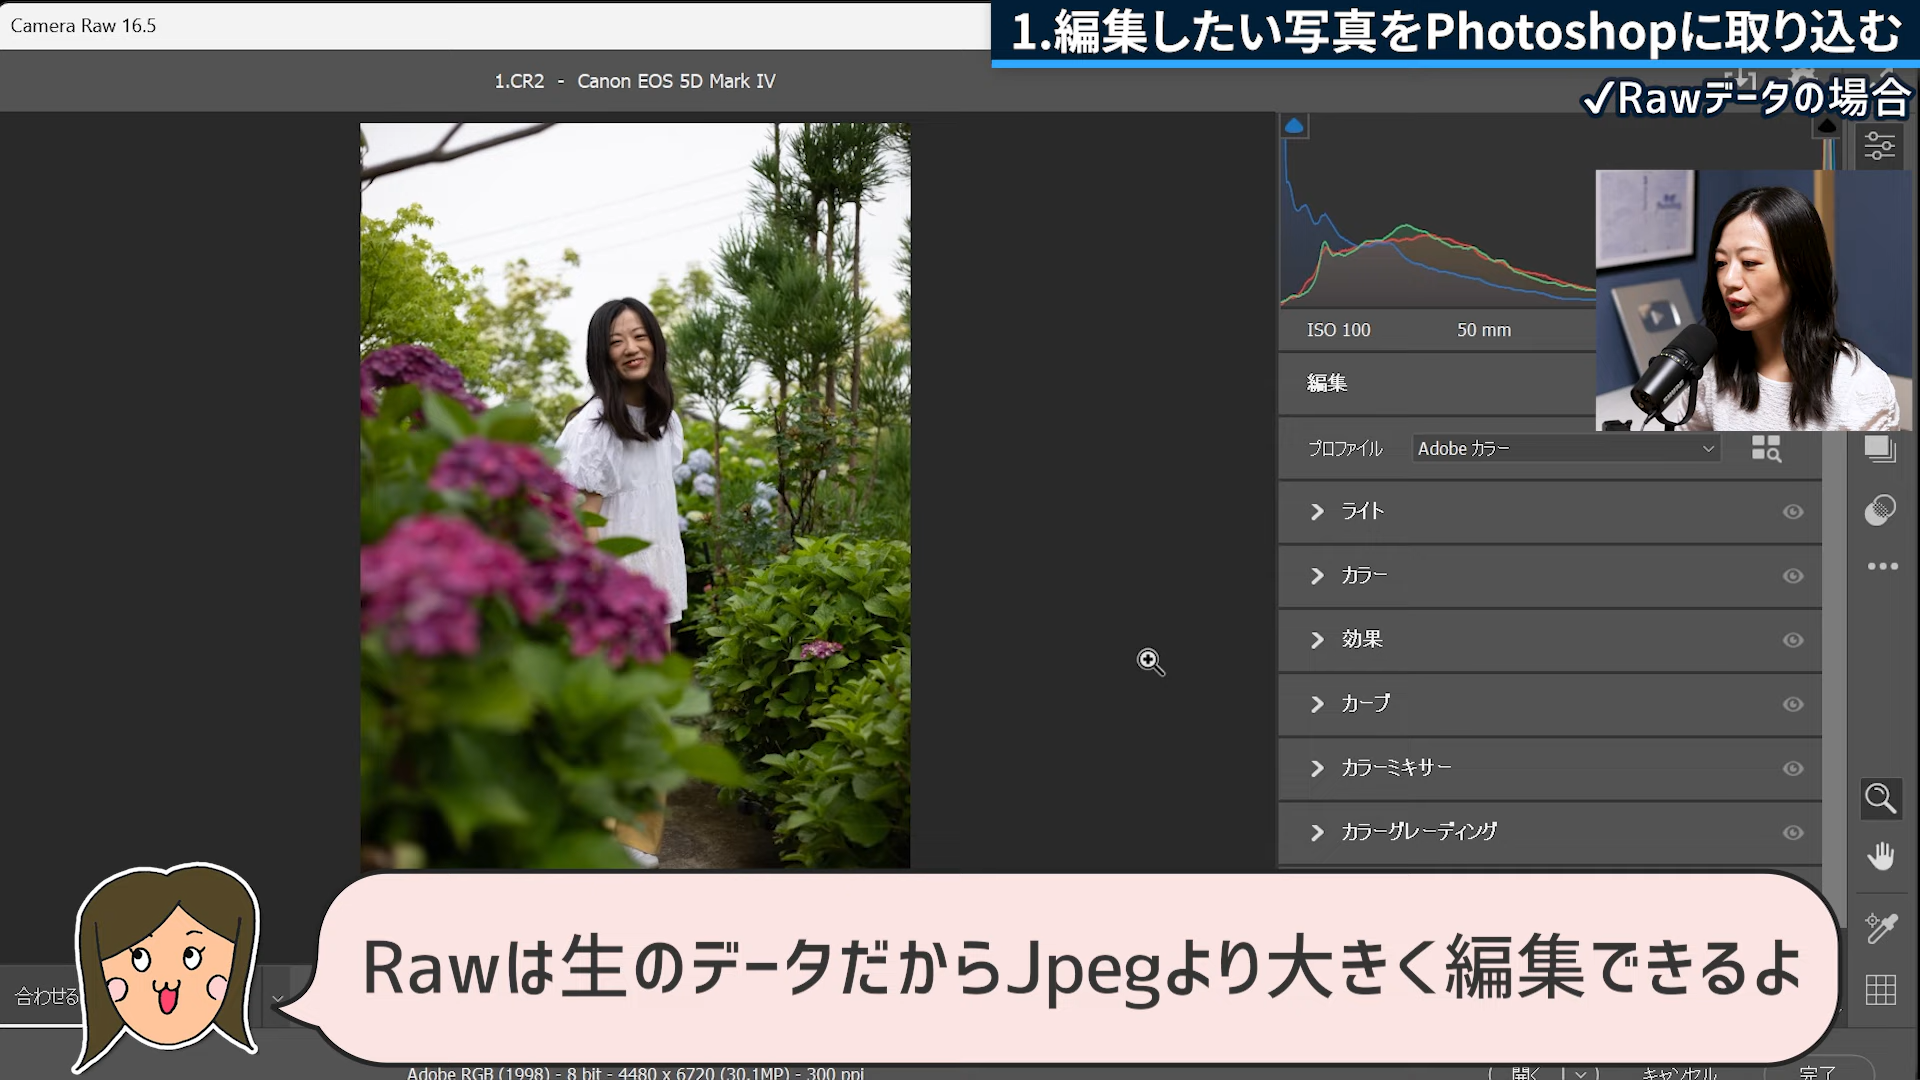 Camera Raw 16.5
1.編集したい写真をPhotoshopに取り込む
1.CR2 - Canon EOS 5D Mark IV
✓Rawデータの場合
ISO 100 50 mm
編集
プロファイル Adobe カラー
ライト
カラー
効果
カーブ
カラーミキサー
カラーグレーディング
Rawは生のデータだからJpegより大きく編集できるよ
合わせる
Adobe RGB (1998) - 8 bit - 4480 x 6720 (30.1MP) - 300 ppi
開く キャンセル 完了